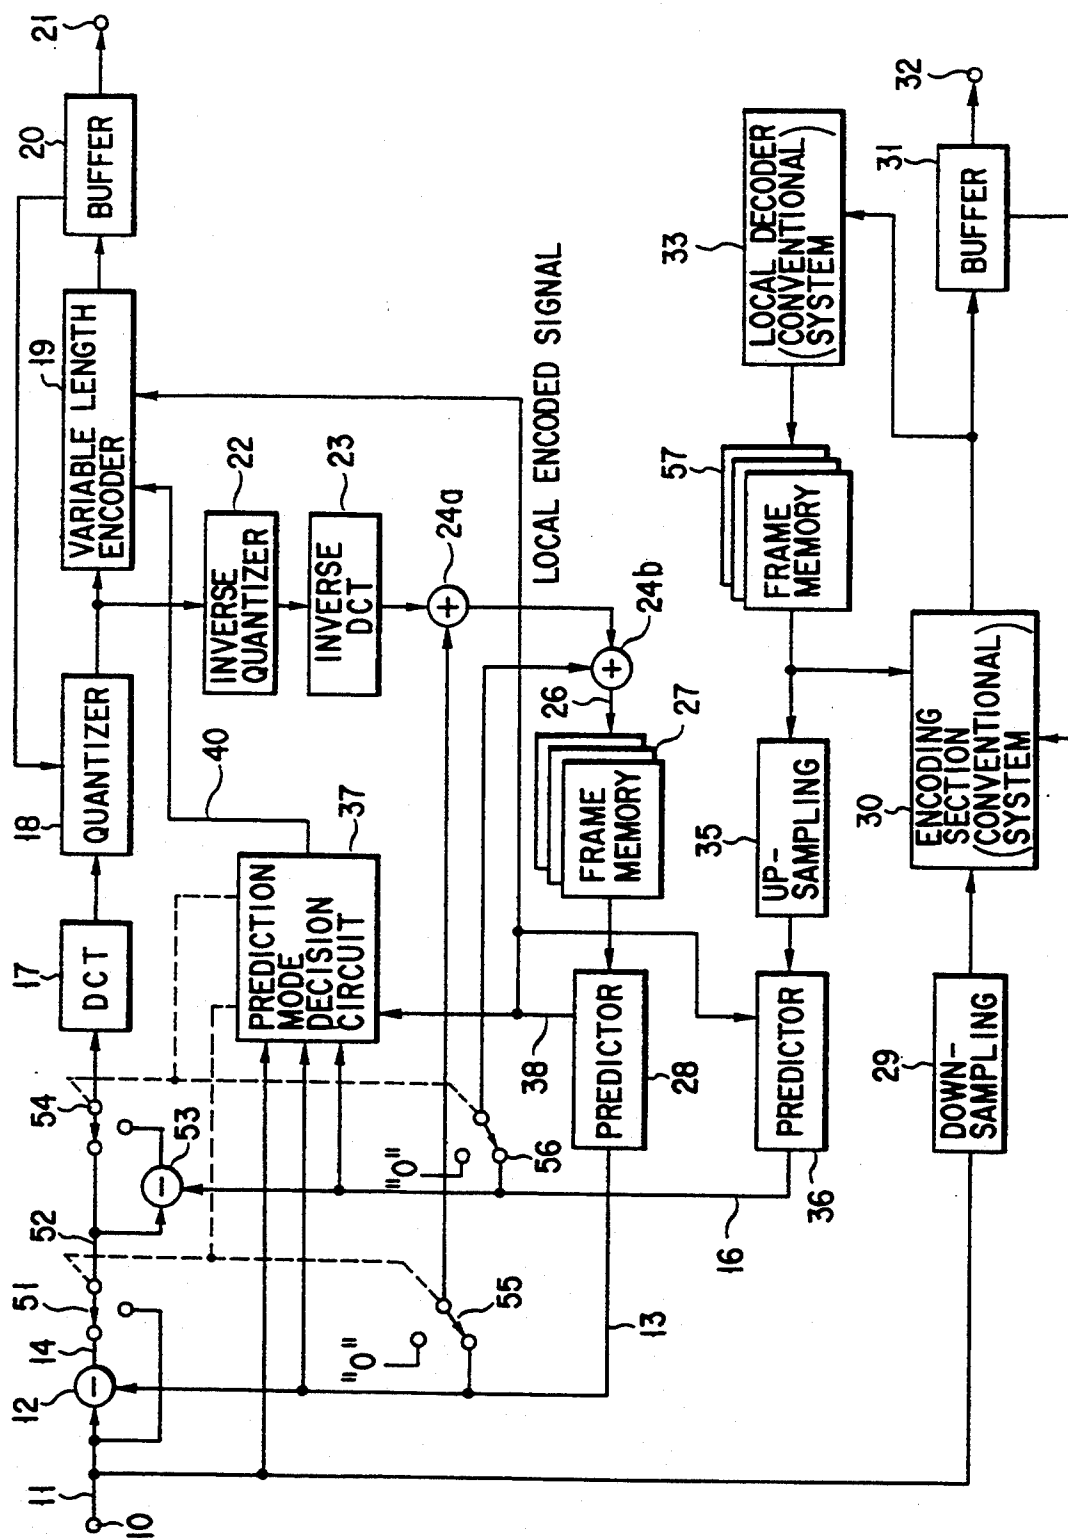 10
11
12
14
51
52
53
54
17
DCT
18
QUANTIZER
19
VARIABLE LENGTH
ENCODER
20
BUFFER
21
40
37
PREDICTION
MODE
DECISION
CIRCUIT
INVERSE
QUANTIZER
22
INVERSE
DCT
23
24a
LOCAL ENCODED SIGNAL
"0"
55
"0"
56
24b
26
27
FRAME
MEMORY
38
PREDICTOR
28
13
16
PREDICTOR
36
35
UP-
SAMPLING
57
FRAME
MEMORY
33
LOCAL DECODER
(CONVENTIONAL
SYSTEM)
29
DOWN-
SAMPLING
30
ENCODING
SECTION
(CONVENTIONAL
SYSTEM)
31
BUFFER
32